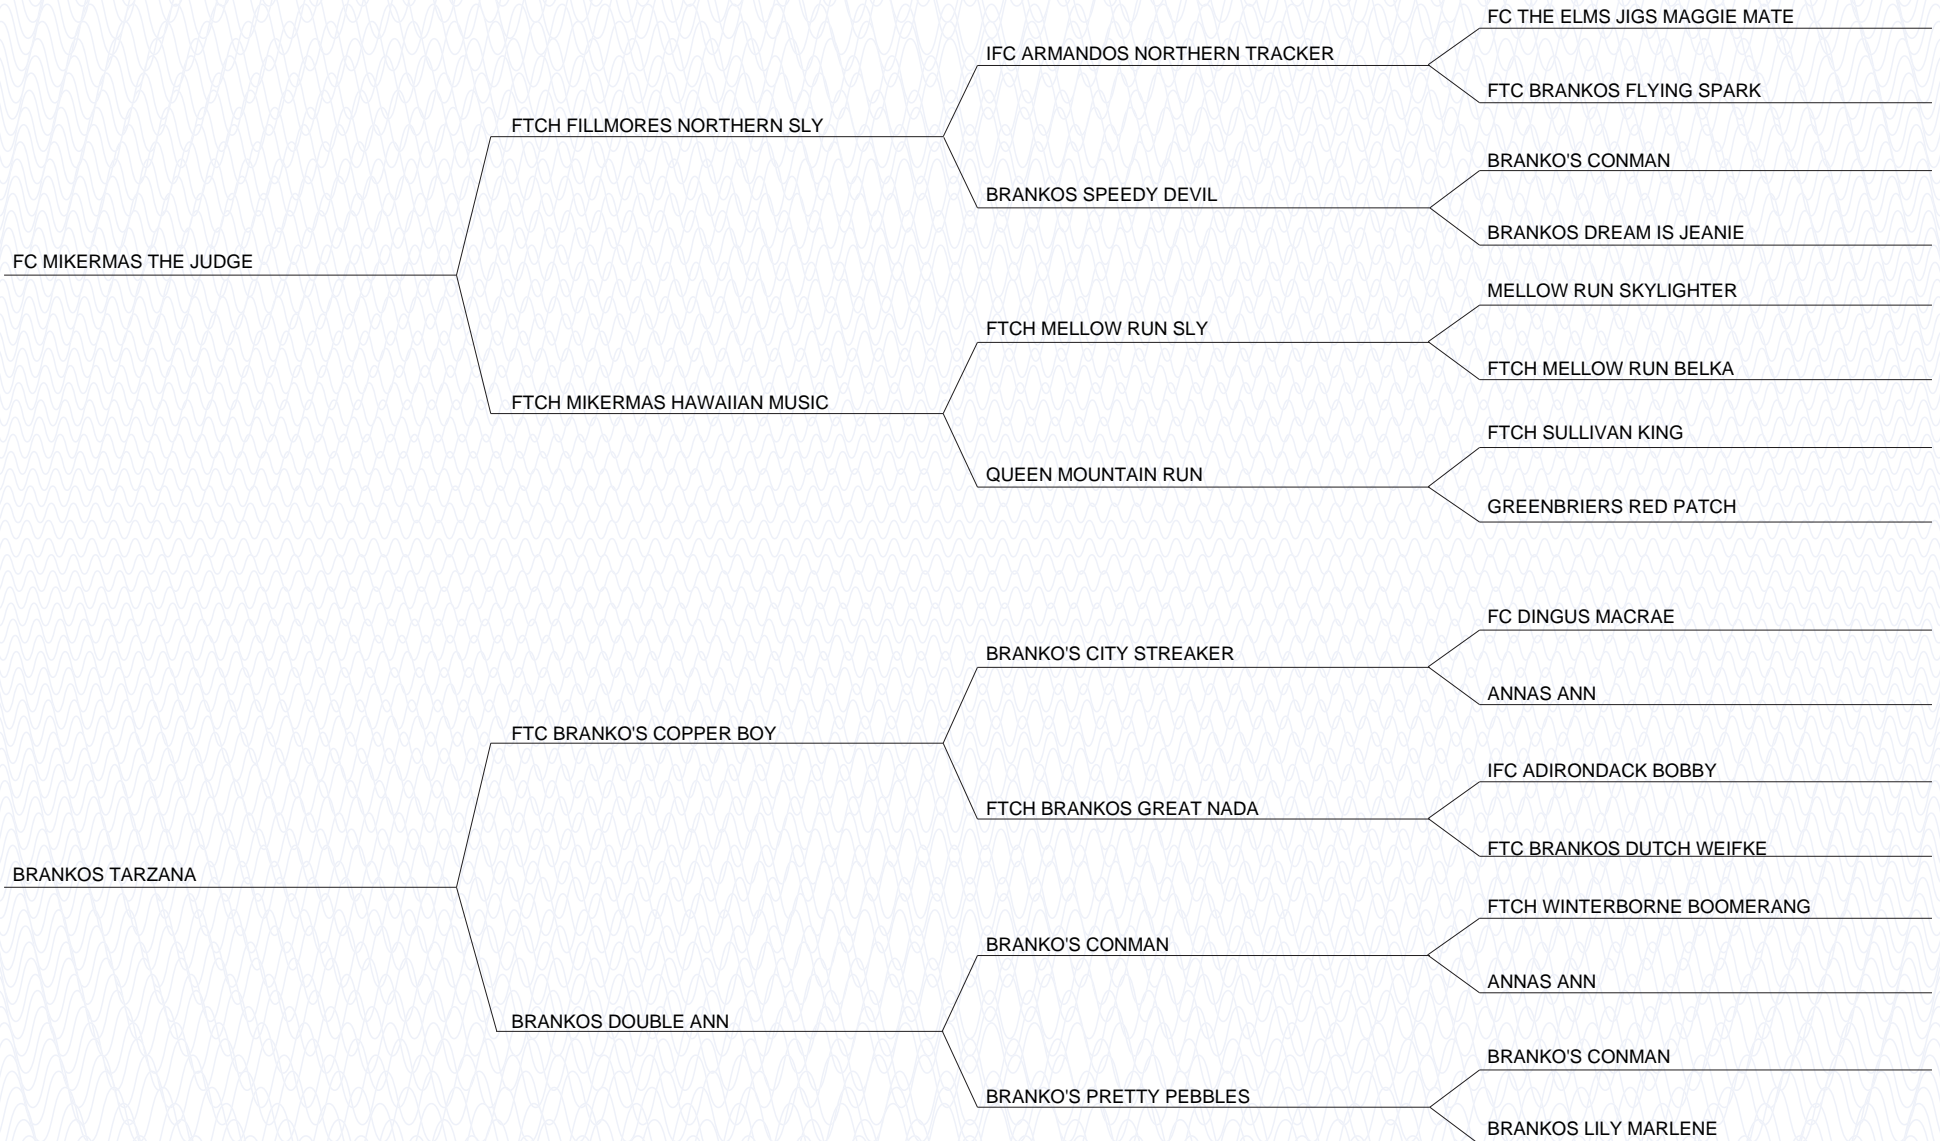 FC THE ELMS JIGS MAGGIE MATE
IFC ARMANDOS NORTHERN TRACKER
FTC BRANKOS FLYING SPARK
FTCH FILLMORES NORTHERN SLY
BRANKO'S CONMAN
BRANKOS SPEEDY DEVIL
BRANKOS DREAM IS JEANIE
FC MIKERMAS THE JUDGE
MELLOW RUN SKYLIGHTER
FTCH MELLOW RUN SLY
FTCH MELLOW RUN BELKA
FTCH MIKERMAS HAWAIIAN MUSIC
FTCH SULLIVAN KING
QUEEN MOUNTAIN RUN
GREENBRIERS RED PATCH
FC DINGUS MACRAE
BRANKO'S CITY STREAKER
ANNAS ANN
FTC BRANKO'S COPPER BOY
IFC ADIRONDACK BOBBY
FTCH BRANKOS GREAT NADA
FTC BRANKOS DUTCH WEIFKE
BRANKOS TARZANA
FTCH WINTERBORNE BOOMERANG
BRANKO'S CONMAN
ANNAS ANN
BRANKOS DOUBLE ANN
BRANKO'S CONMAN
BRANKO'S PRETTY PEBBLES
BRANKOS LILY MARLENE